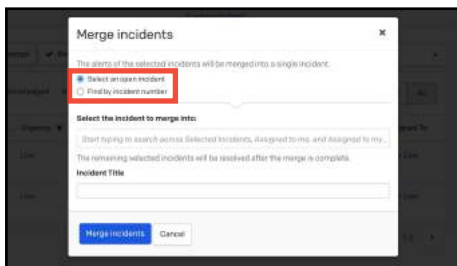 Merge incidents
×
The alerts of the selected incidents will be merged into a single incident.
Select an open incident
Find by incident number
Select the incident to merge into:
Start typing to search across Selected Incidents, Assigned to me, and Assigned to my...
The remaining selected incidents will be resolved after the merge is complete.
Incident Title
Merge incidents
Cancel